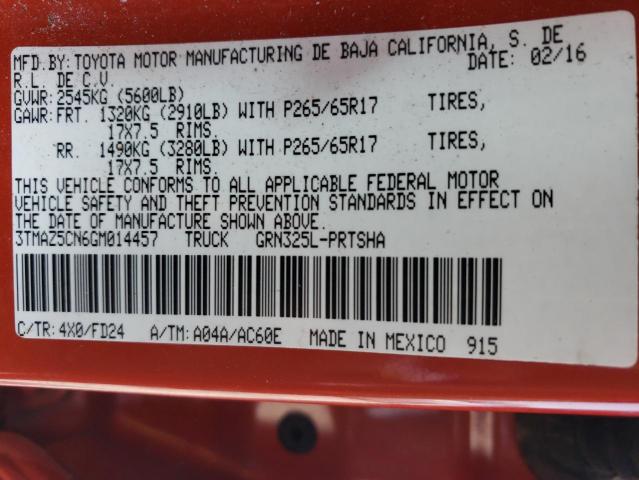 MFD.BY:TOYOTA MOTOR MANUFACTURING DE BAJA CALIFORNIA, S. DE
R.L. DE C.V. DATE: 02/16
GVWR:2545KG (5600LB)
GAWR:FRT. 1320KG (2910LB) WITH P265/65R17 TIRES,
17X7.5 RIMS.
RR. 1490KG (3280LB) WITH P265/65R17 TIRES,
17X7.5 RIMS.
THIS VEHICLE CONFORMS TO ALL APPLICABLE FEDERAL MOTOR
VEHICLE SAFETY AND THEFT PREVENTION STANDARDS IN EFFECT ON
THE DATE OF MANUFACTURE SHOWN ABOVE.
3TMAZ5CN6GM014457 TRUCK GRN325L-PRTSHA
C/TR:4X0/FD24 A/TM:A04A/AC60E MADE IN MEXICO 915